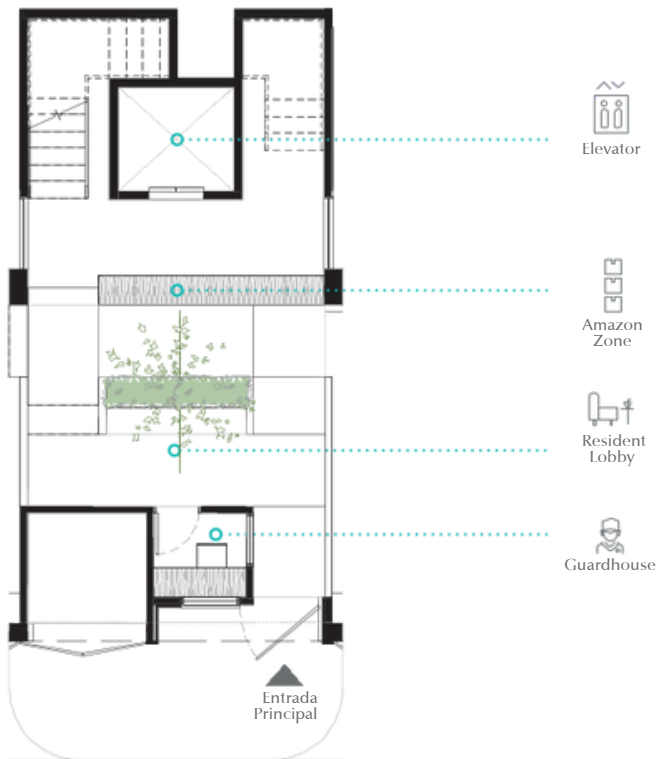 Elevator
Amazon
Zone
Resident
Lobby
Guardhouse
Entrada
Principal